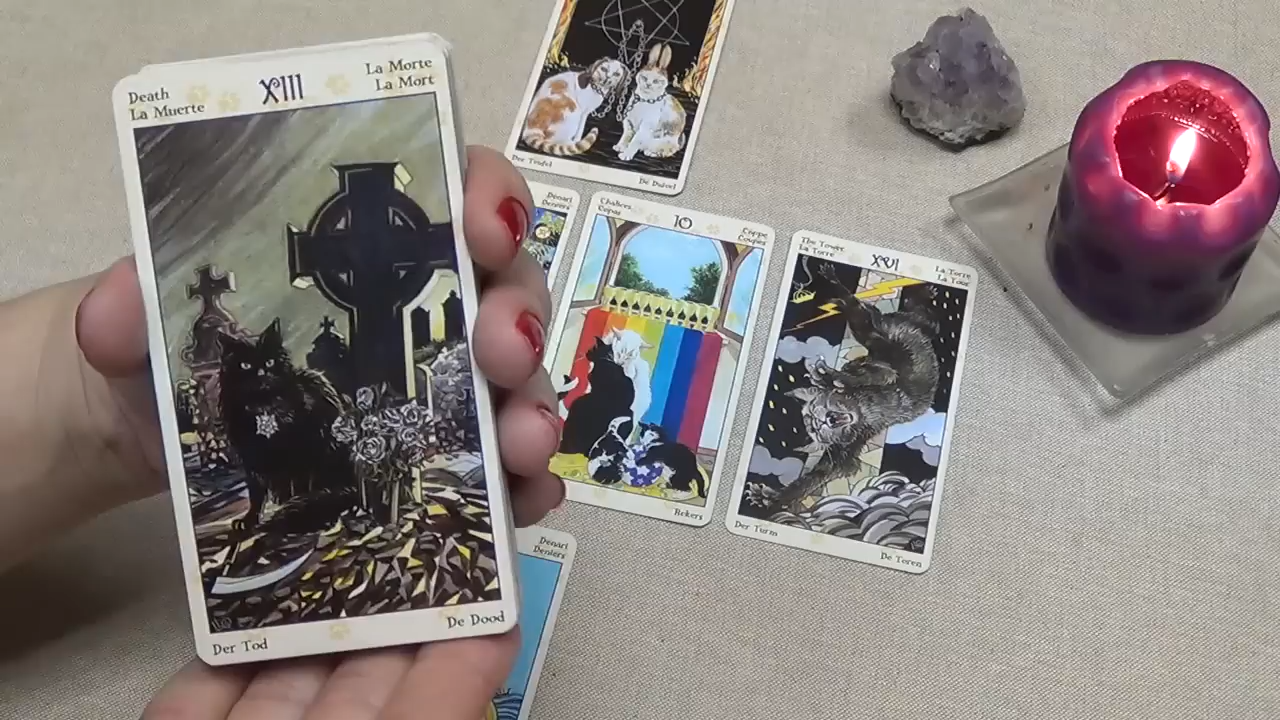 Death
La Muerte
XIII
La Morte
La Mort
Der Tod
De Dood
Der Teufel
De Duivel
Denari
Deniers
Chalices
Copas
10
Coppe
Coupes
Bekers
The Tower
La Torre
XVI
La Torre
La Tour
Der Turm
De Toren
Denari
Deniers